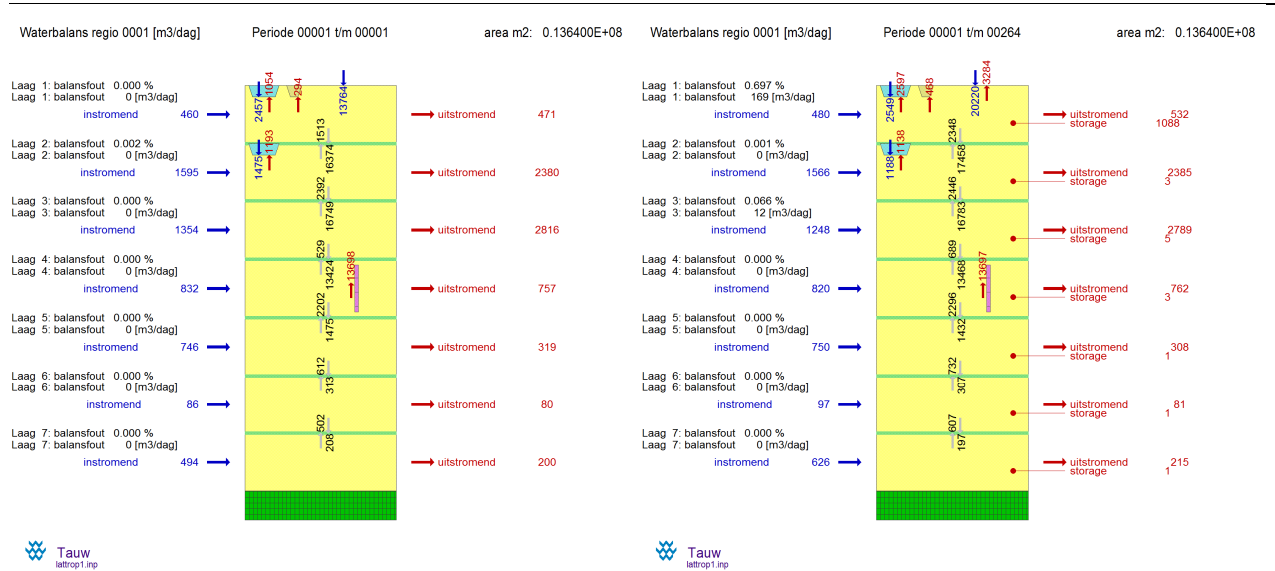 Waterbalans regio 0001 [m3/dag] Periode 00001 t/m 00001 area m2: 0.136400E+08
Laag 1: balansfout 0.000 %
Laag 1: balansfout 0 [m3/dag]
2457 1054 294 13764
instromend 460 uitstromend 471
1513
Laag 2: balansfout 0.002 %
Laag 2: balansfout 0 [m3/dag]
1475 1193 16374
instromend 1595 uitstromend 2380
2392
Laag 3: balansfout 0.000 %
Laag 3: balansfout 0 [m3/dag]
16749
instromend 1354 uitstromend 2816
529
Laag 4: balansfout 0.000 %
Laag 4: balansfout 0 [m3/dag]
13424 13698
instromend 832 uitstromend 757
2202
Laag 5: balansfout 0.000 %
Laag 5: balansfout 0 [m3/dag]
1475
instromend 746 uitstromend 319
612
Laag 6: balansfout 0.000 %
Laag 6: balansfout 0 [m3/dag]
313
instromend 86 uitstromend 80
502
Laag 7: balansfout 0.000 %
Laag 7: balansfout 0 [m3/dag]
208
instromend 494 uitstromend 200
Tauw
lattrop1.inp
Waterbalans regio 0001 [m3/dag] Periode 00001 t/m 00264 area m2: 0.136400E+08
Laag 1: balansfout 0.697 %
Laag 1: balansfout 169 [m3/dag]
2549 2597 468 20220 3284
instromend 480 uitstromend 532
storage 1088
2348
Laag 2: balansfout 0.001 %
Laag 2: balansfout 0 [m3/dag]
1188 1138 17458
instromend 1566 uitstromend 2385
storage 3
2446
Laag 3: balansfout 0.066 %
Laag 3: balansfout 12 [m3/dag]
16783
instromend 1248 uitstromend 2789
storage 5
689
Laag 4: balansfout 0.000 %
Laag 4: balansfout 0 [m3/dag]
13468 13697
instromend 820 uitstromend 762
storage 3
2296
Laag 5: balansfout 0.000 %
Laag 5: balansfout 0 [m3/dag]
1432
instromend 750 uitstromend 308
storage 1
732
Laag 6: balansfout 0.000 %
Laag 6: balansfout 0 [m3/dag]
307
instromend 97 uitstromend 81
storage 1
607
Laag 7: balansfout 0.000 %
Laag 7: balansfout 0 [m3/dag]
197
instromend 626 uitstromend 215
storage 1
Tauw
lattrop1.inp